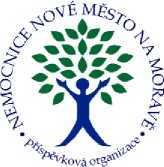 NEMOCNICE NOVÉ MĚSTO NA MORAVĚ
příspěvková organizace